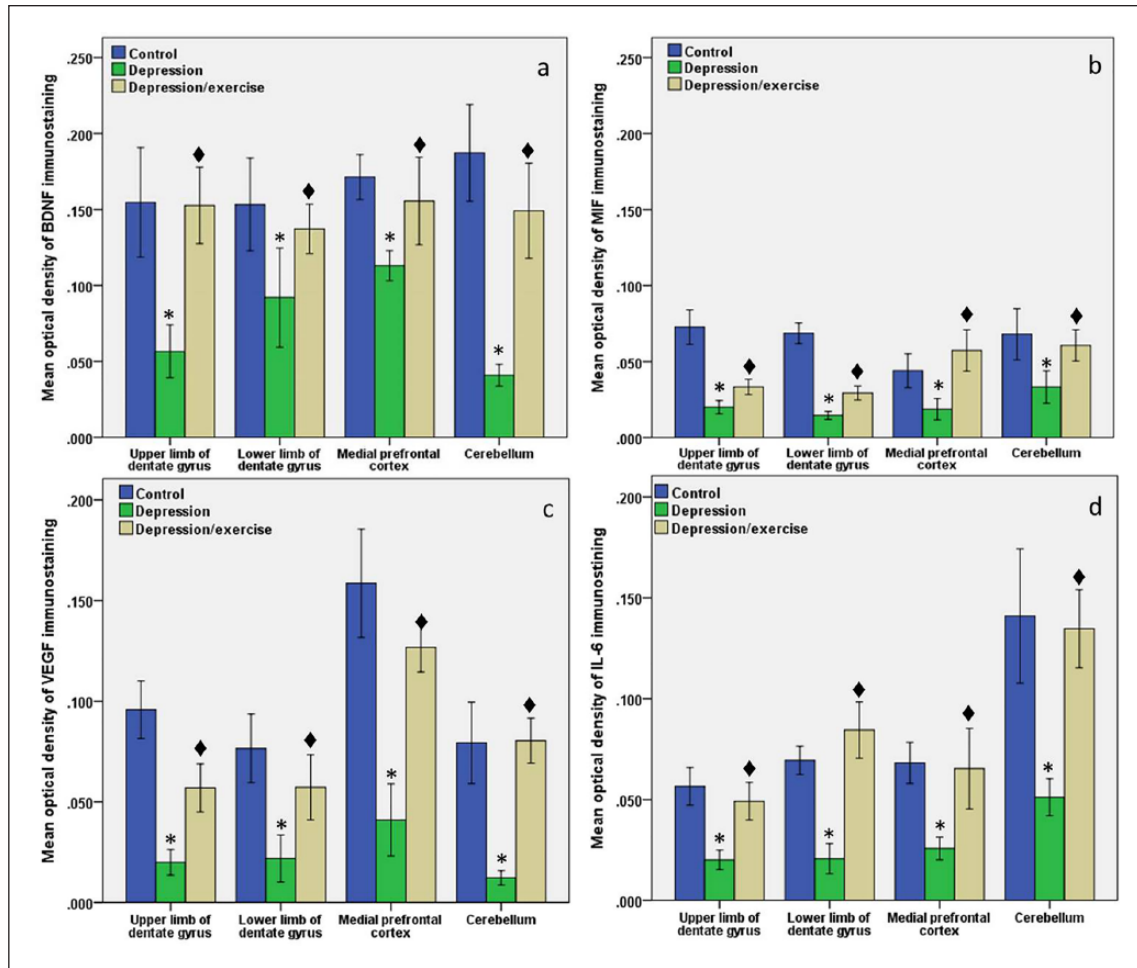 Mean optical density of BDNF immunostaining
.250
.200
.150
.100
.050
.000
Control
Depression
Depression/exercise
a
*
*
*
*
♦
♦
♦
♦
Upper limb of
dentate gyrus
Lower limb of
dentate gyrus
Medial prefrontal
cortex
Cerebellum
Mean optical density of MIF immunostaining
.250
.200
.150
.100
.050
.000
Control
Depression
Depression/exercise
b
♦
♦
♦
♦
*
*
*
*
Upper limb of
dentate gyrus
Lower limb of
dentate gyrus
Medial prefrontal
cortex
Cerebellum
Mean optical density of VEGF immunostaining
.200
.150
.100
.050
.000
Control
Depression
Depression/exercise
c
♦
♦
♦
♦
*
*
*
*
Upper limb of
dentate gyrus
Lower limb of
dentate gyrus
Medial prefrontal
cortex
Cerebellum
Mean optical density of IL-6 immunostining
.200
.150
.100
.050
.000
Control
Depression
Depression/exercise
d
♦
♦
♦
♦
*
*
*
*
Upper limb of
dentate gyrus
Lower limb of
dentate gyrus
Medial prefrontal
cortex
Cerebellum